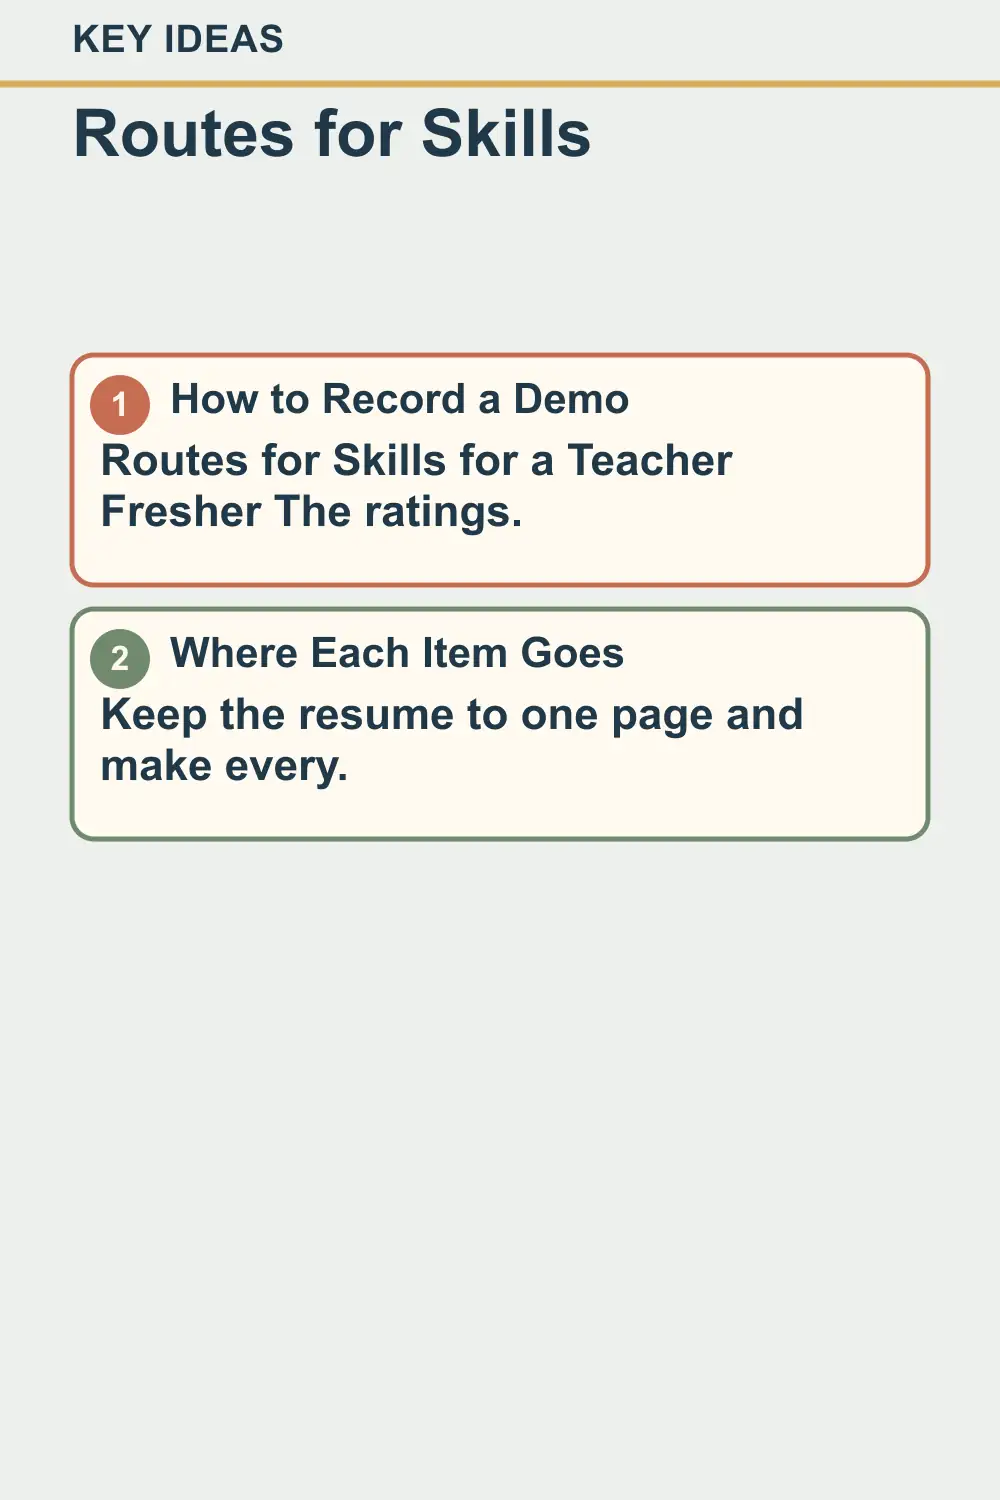 KEY IDEAS
Routes for Skills
1 How to Record a Demo
Routes for Skills for a Teacher
Fresher The ratings.
2 Where Each Item Goes
Keep the resume to one page and
make every.